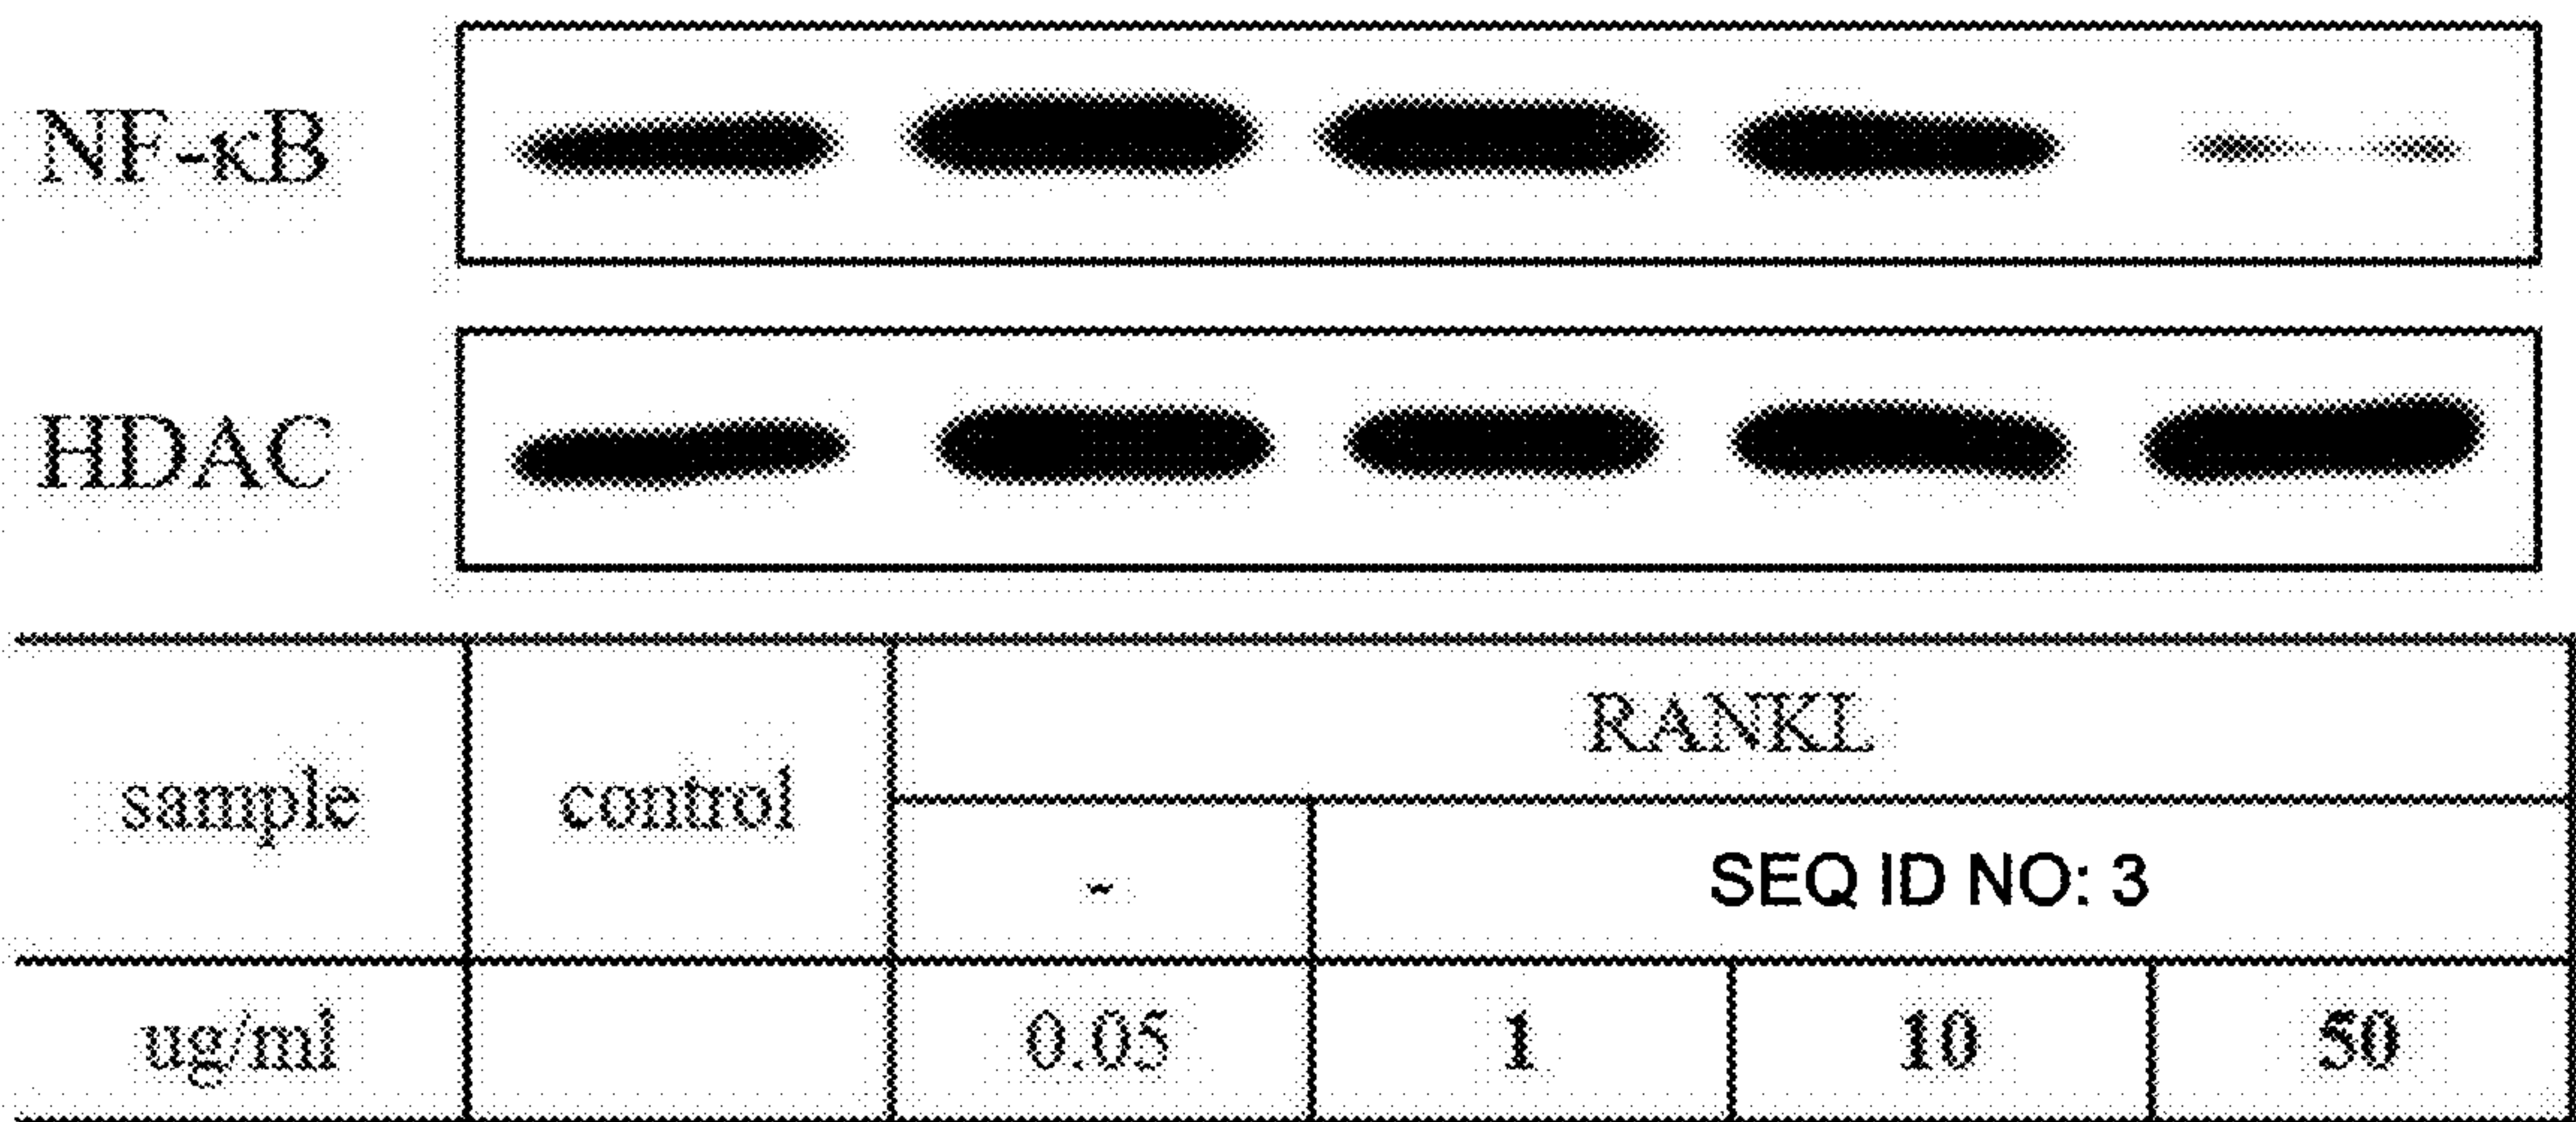 NF-κB
HDAC
RANKL
sample control
- SEQ ID NO: 3
ug/ml 0.05 1 10 50